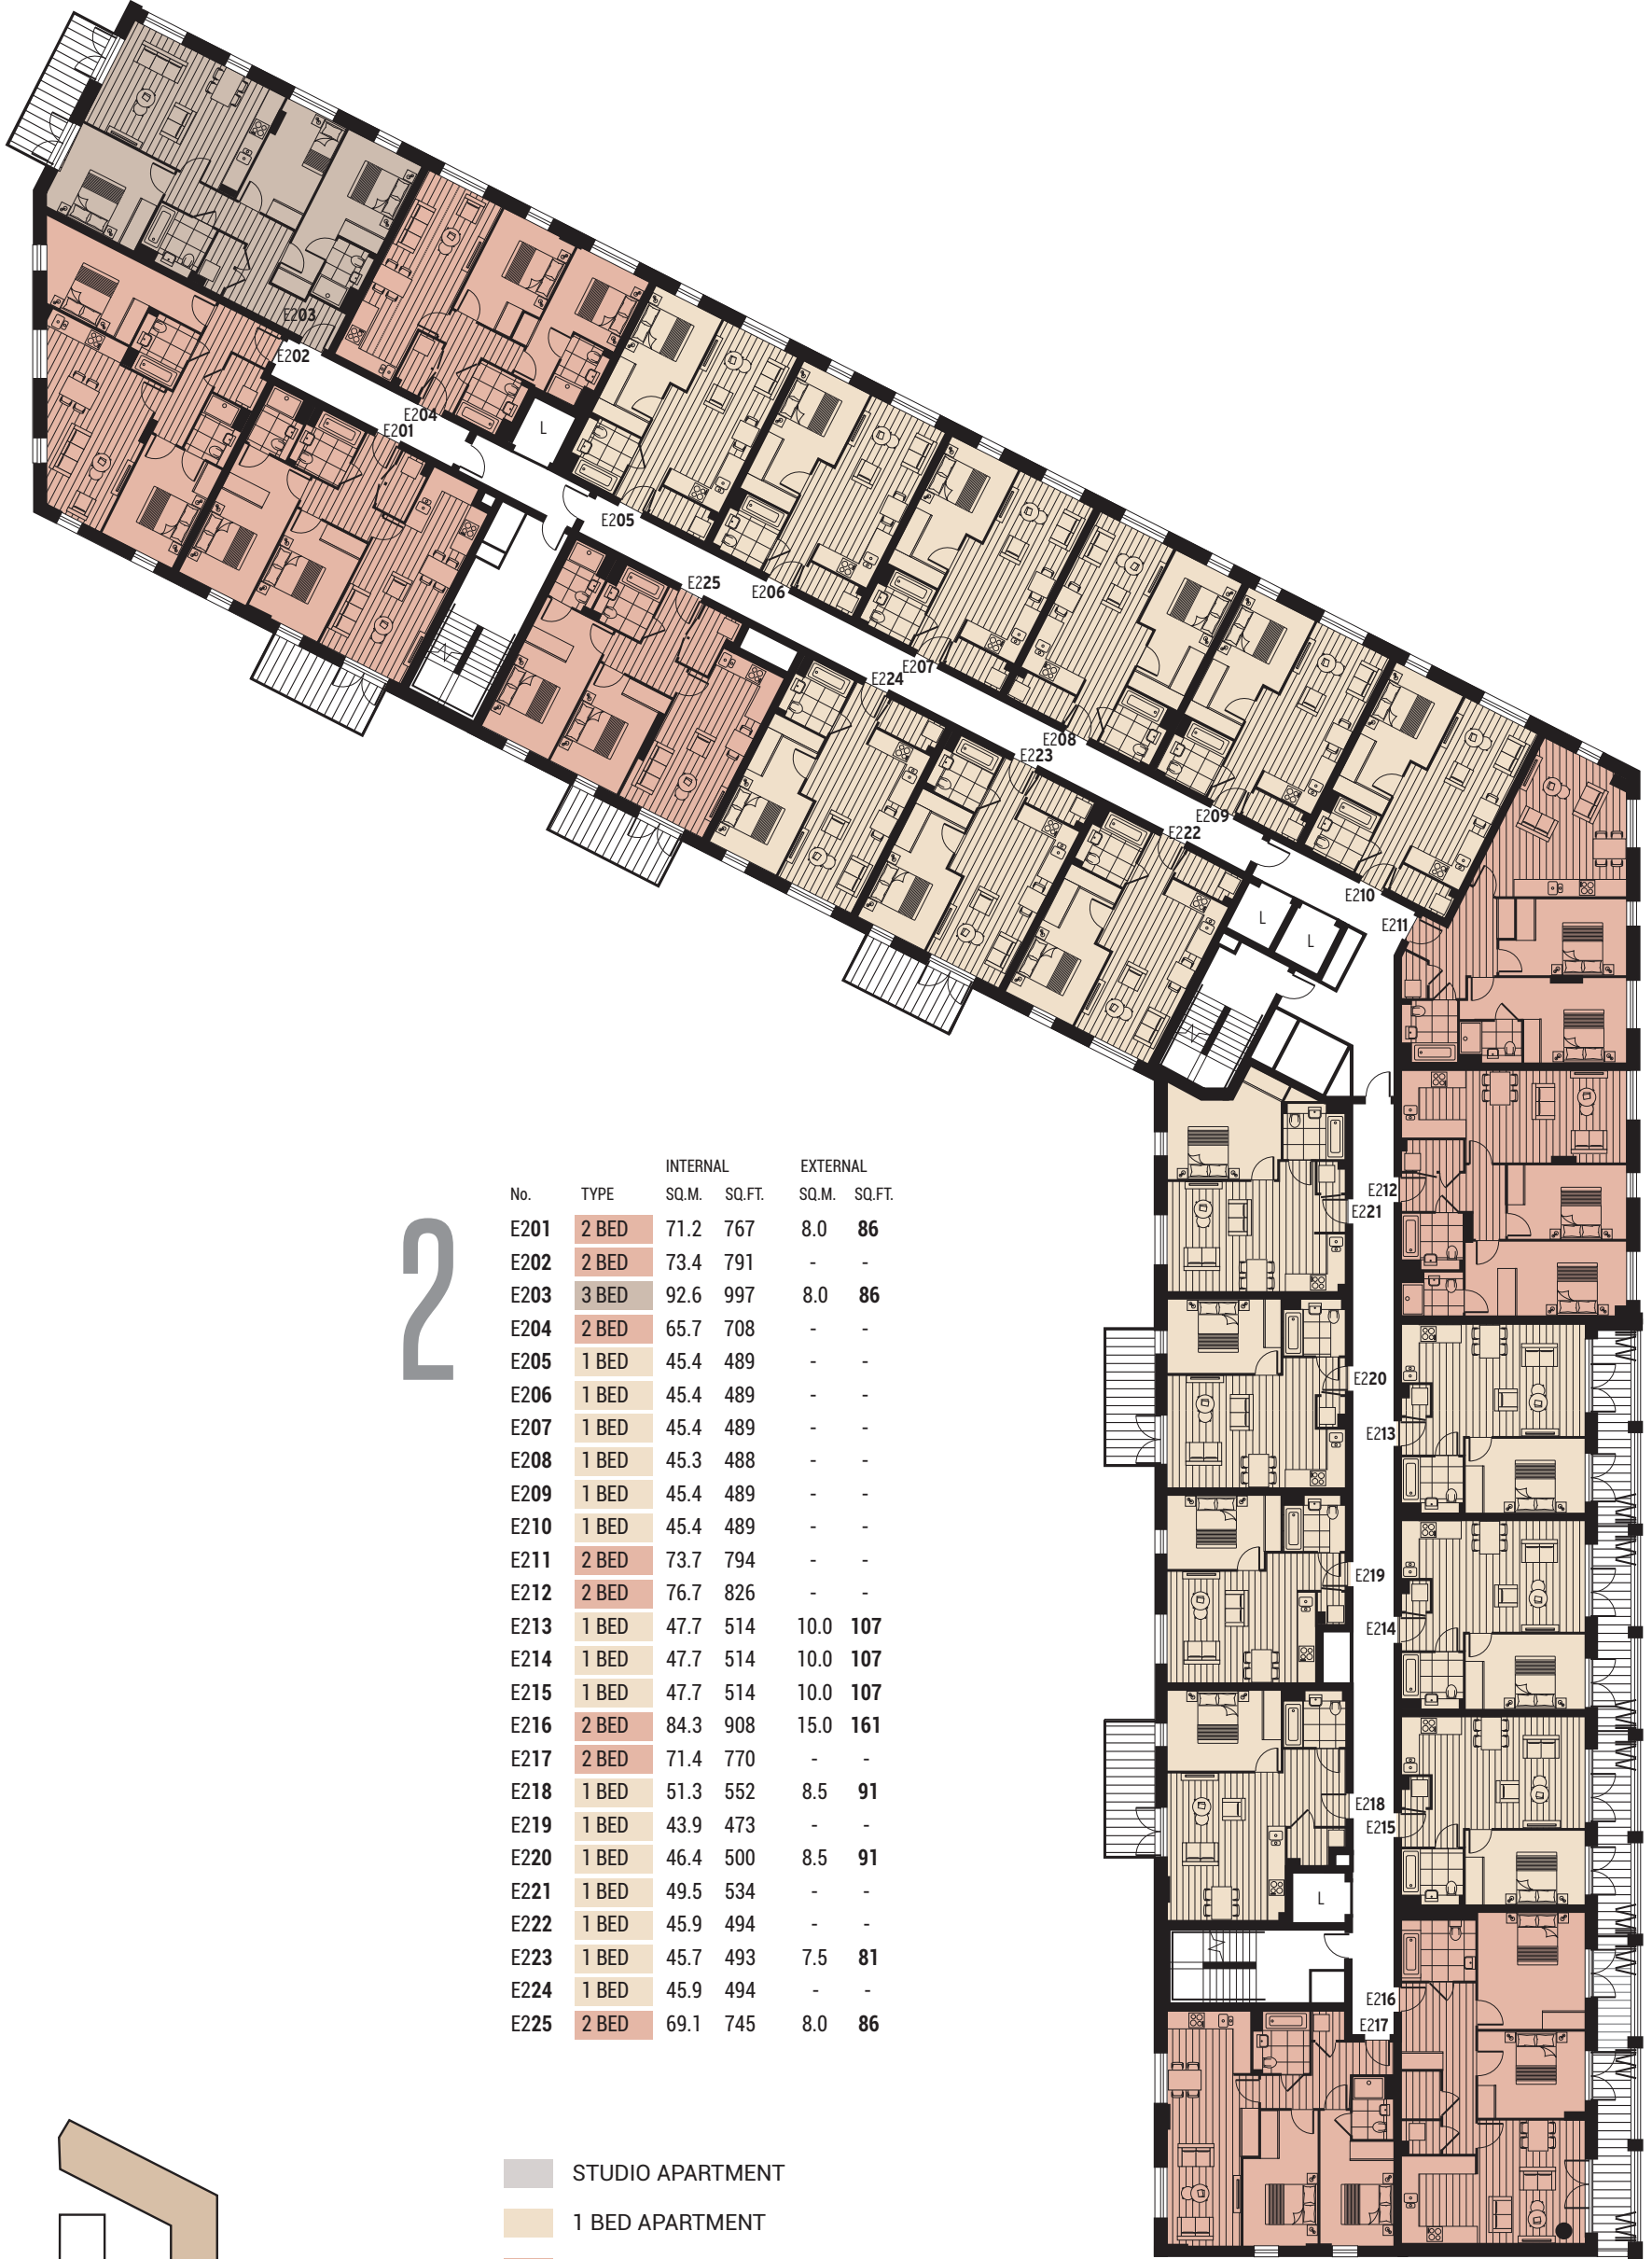 E203
E202
E204
E201
L
E205
E225
E206
E207
E224
E208
E223
E209
E222
E210
L
L
E211
E212
E221
E220
E213
E219
E214
E218
E215
L
E216
E217
2
INTERNAL EXTERNAL
No. TYPE SQ.M. SQ.FT. SQ.M. SQ.FT.
E201 2 BED 71.2 767 8.0 86
E202 2 BED 73.4 791 - -
E203 3 BED 92.6 997 8.0 86
E204 2 BED 65.7 708 - -
E205 1 BED 45.4 489 - -
E206 1 BED 45.4 489 - -
E207 1 BED 45.4 489 - -
E208 1 BED 45.3 488 - -
E209 1 BED 45.4 489 - -
E210 1 BED 45.4 489 - -
E211 2 BED 73.7 794 - -
E212 2 BED 76.7 826 - -
E213 1 BED 47.7 514 10.0 107
E214 1 BED 47.7 514 10.0 107
E215 1 BED 47.7 514 10.0 107
E216 2 BED 84.3 908 15.0 161
E217 2 BED 71.4 770 - -
E218 1 BED 51.3 552 8.5 91
E219 1 BED 43.9 473 - -
E220 1 BED 46.4 500 8.5 91
E221 1 BED 49.5 534 - -
E222 1 BED 45.9 494 - -
E223 1 BED 45.7 493 7.5 81
E224 1 BED 45.9 494 - -
E225 2 BED 69.1 745 8.0 86
STUDIO APARTMENT
1 BED APARTMENT